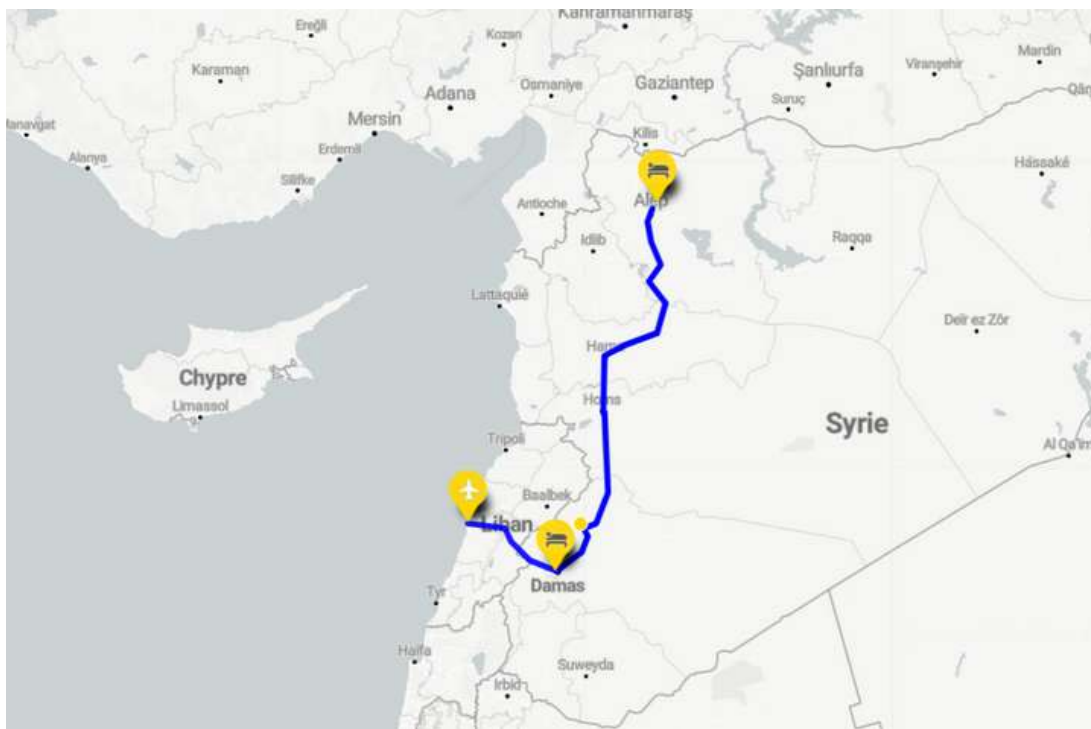 Kahramanmaraş
Ereğli
Kozan
Mardin
Karaman
Gaziantep
Şanlıurfa
Viranşehir
Adana
Osmaniye
Suruç
Mersin
Kilis
Alanya
Erdemli
Silifke
Hassaké
Alep
Antioche
Idlib
Raqqa
Lattaquié
Deïr ez Zôr
Chypre
Limassol
Homs
Syrie
Tripoli
Al Qa'im
Baalbek
Liban
Damas
Tyr
Haïfa
Suweyda
Irbid